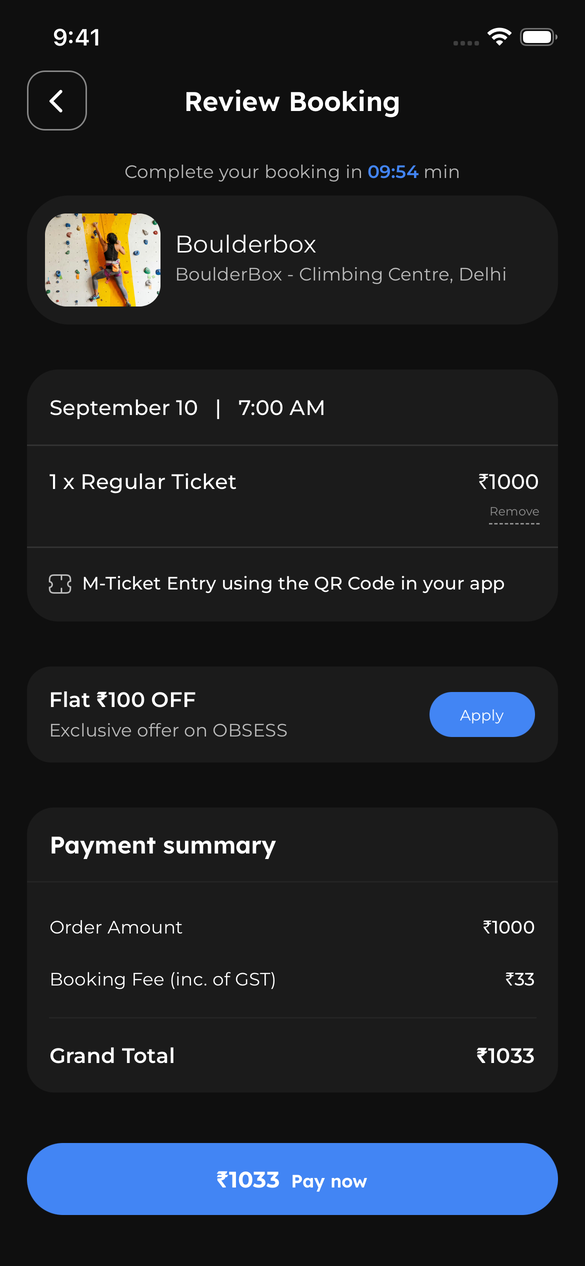 9:41
Review Booking
Complete your booking in 09:54 min
Boulderbox
BoulderBox - Climbing Centre, Delhi
September 10 | 7:00 AM
1 x Regular Ticket ₹1000
Remove
M-Ticket Entry using the QR Code in your app
Flat ₹100 OFF
Exclusive offer on OBSESS
Apply
Payment summary
Order Amount ₹1000
Booking Fee (inc. of GST) ₹33
Grand Total ₹1033
₹1033 Pay now